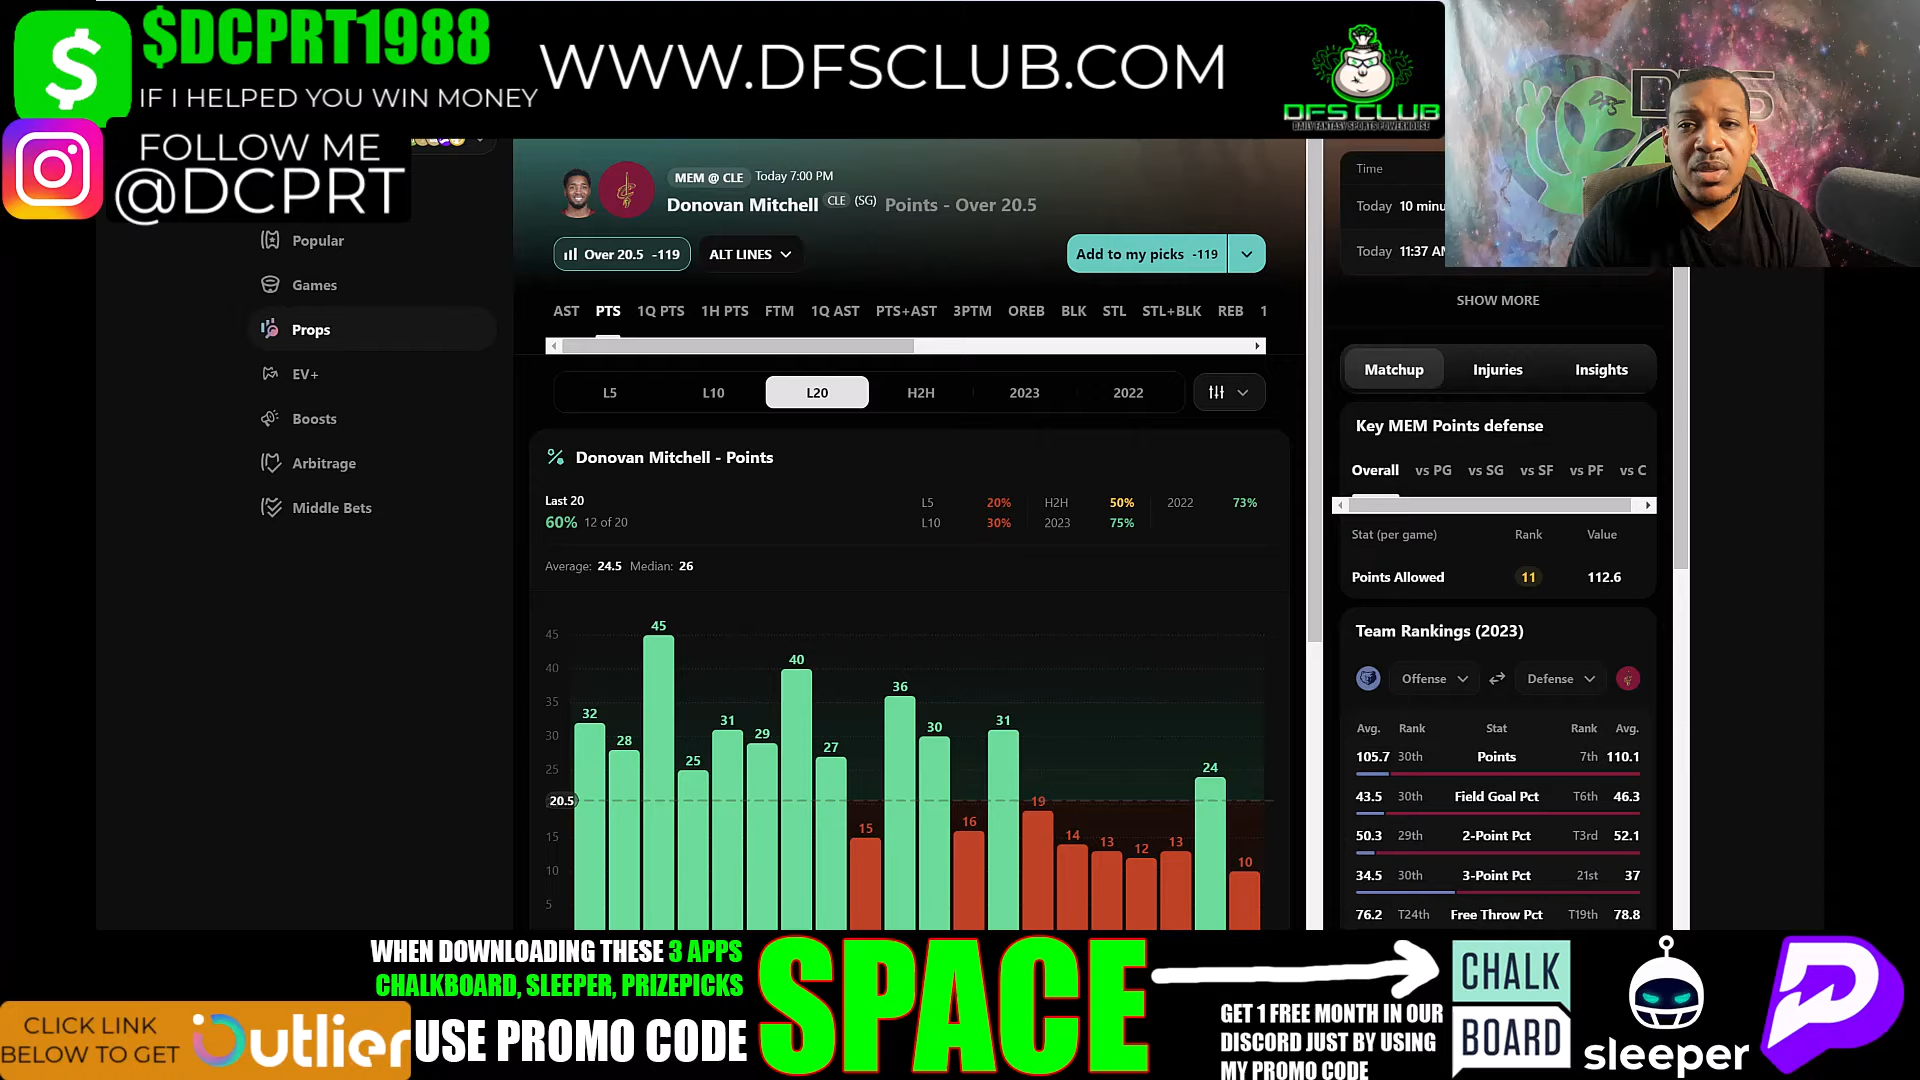 $DCPRT1988
IF I HELPED YOU WIN MONEY
WWW.DFSCLUB.COM
DFS CLUB
DAILY FANTASY SPORTS POWERHOUSE
DFS
FOLLOW ME
@DCPRT
Popular
Games
Props
EV+
Boosts
Arbitrage
Middle Bets
MEM @ CLE Today 7:00 PM
Donovan Mitchell CLE (SG) Points - Over 20.5
Over 20.5 -119 ALT LINES
Add to my picks -119
AST PTS 1Q PTS 1H PTS FTM 1Q AST PTS+AST 3PTM OREB BLK STL STL+BLK REB 1
L5 L10 L20 H2H 2023 2022
Donovan Mitchell - Points
Last 20
60% 12 of 20
L5 20% H2H 50% 2022 73%
L10 30% 2023 75%
Average: 24.5 Median: 26
45
40
35
30
25
20.5
15
10
5
32 28 45 25 31 29 40 27 15 36 30 16 31 19 14 13 12 13 24 10
Time
Today 10 minu
Today 11:37 AM
SHOW MORE
Matchup Injuries Insights
Key MEM Points defense
Overall vs PG vs SG vs SF vs PF vs C
Stat (per game) Rank Value
Points Allowed 11 112.6
Team Rankings (2023)
Offense Defense
Avg. Rank Stat Rank Avg.
105.7 30th Points 7th 110.1
43.5 30th Field Goal Pct T6th 46.3
50.3 29th 2-Point Pct T3rd 52.1
34.5 30th 3-Point Pct 21st 37
76.2 T24th Free Throw Pct T19th 78.8
WHEN DOWNLOADING THESE 3 APPS
CHALKBOARD, SLEEPER, PRIZEPICKS
USE PROMO CODE
SPACE
CLICK LINK
BELOW TO GET
Outlier
GET 1 FREE MONTH IN OUR
DISCORD JUST BY USING
MY PROMO CODE
CHALK
BOARD
sleeper